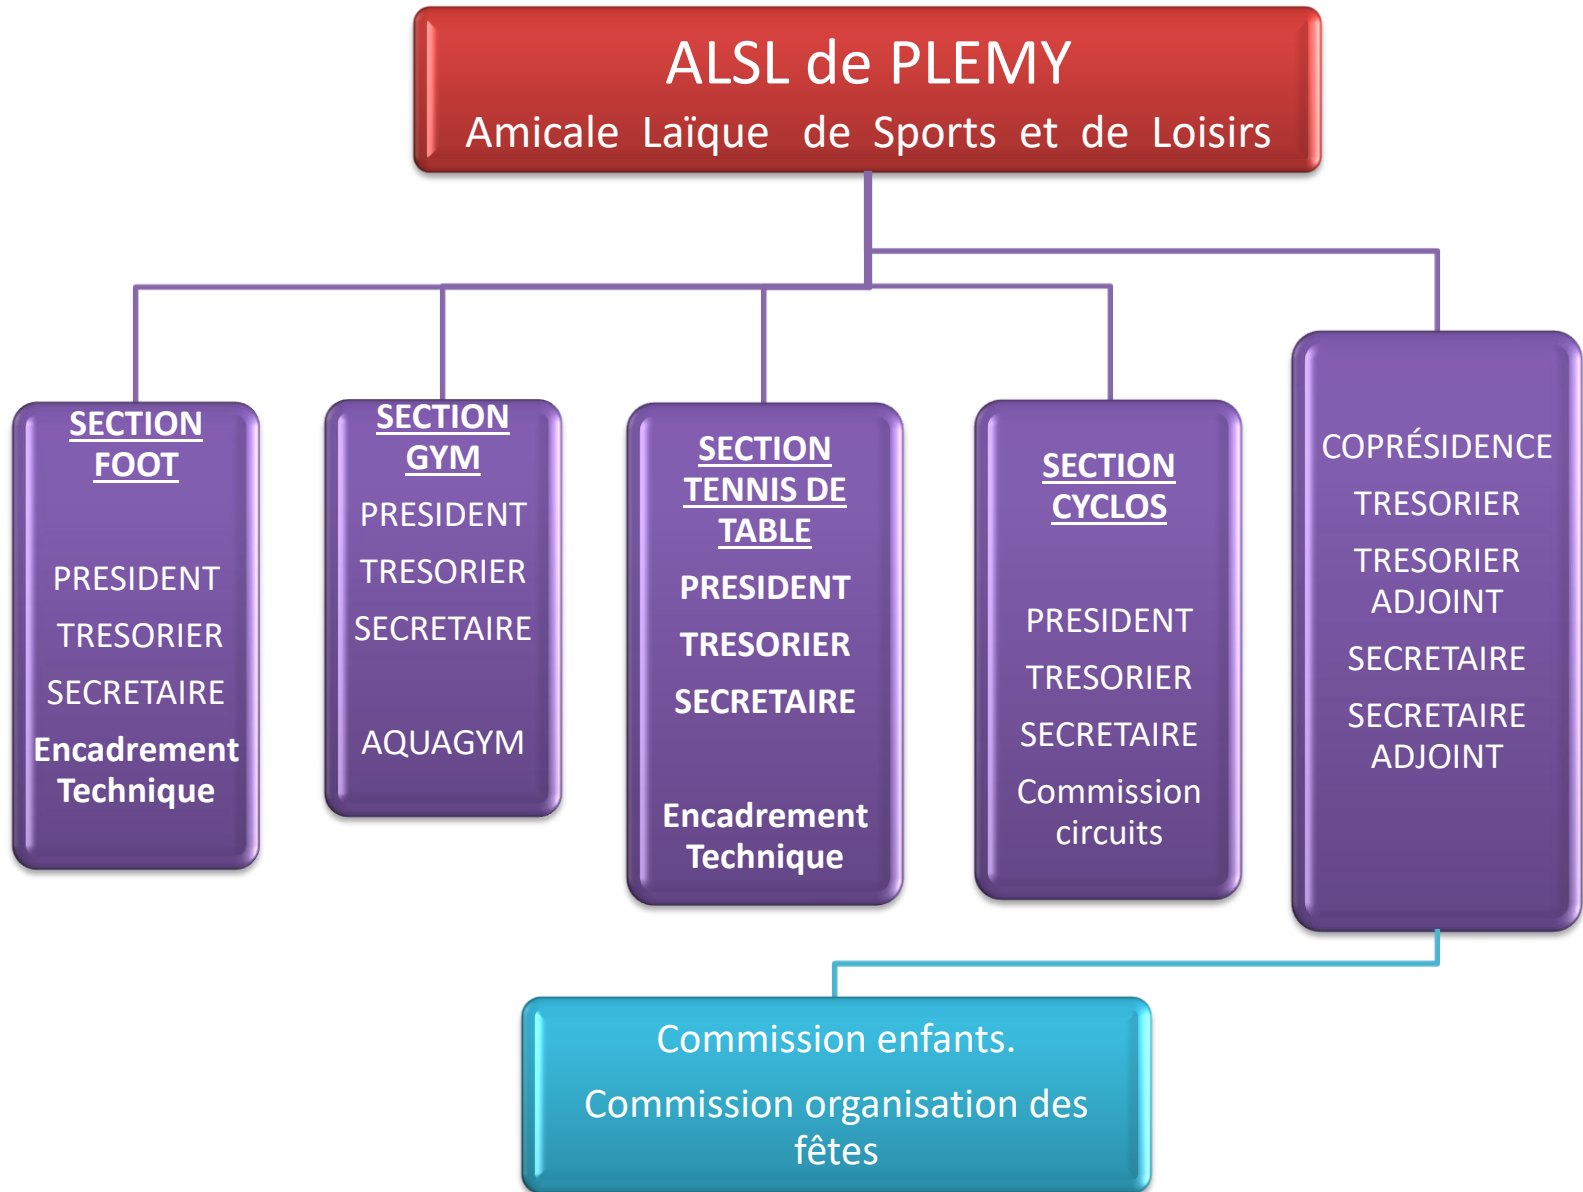 ALSL de PLEMY
Amicale Laïque de Sports et de Loisirs
SECTION
FOOT
PRESIDENT
TRESORIER
SECRETAIRE
Encadrement
Technique
SECTION
GYM
PRESIDENT
TRESORIER
SECRETAIRE
AQUAGYM
SECTION
TENNIS DE
TABLE
PRESIDENT
TRESORIER
SECRETAIRE
Encadrement
Technique
SECTION
CYCLOS
PRESIDENT
TRESORIER
SECRETAIRE
Commission
circuits
COPRÉSIDENCE
TRESORIER
TRESORIER
ADJOINT
SECRETAIRE
SECRETAIRE
ADJOINT
Commission enfants.
Commission organisation des
fêtes